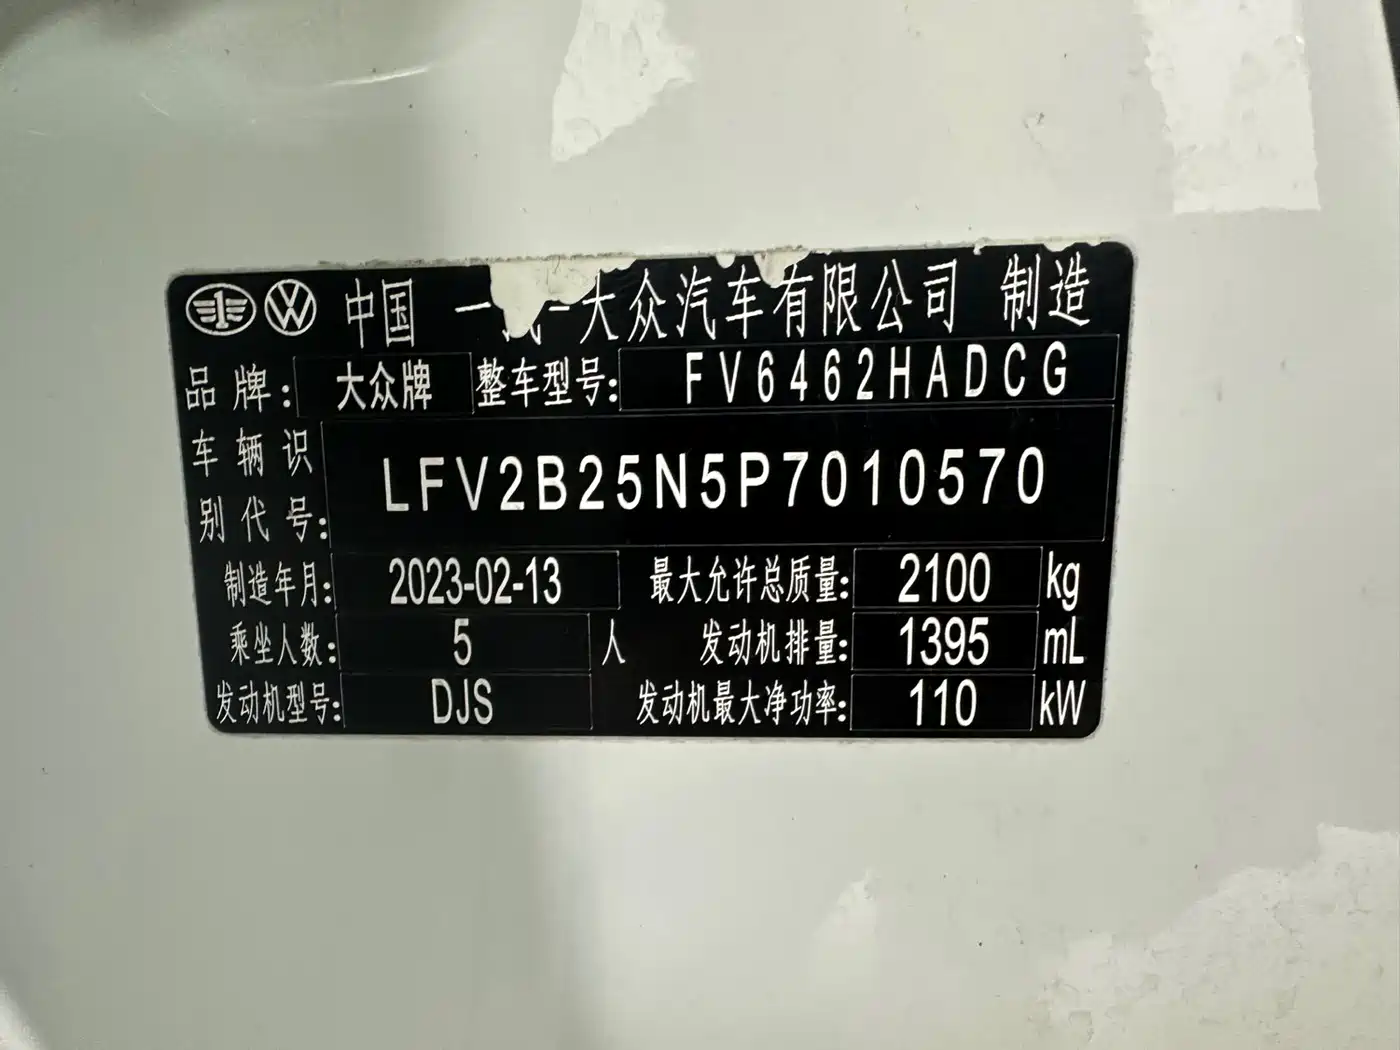 中国 一汽-大众汽车有限公司 制造
品牌: 大众牌 整车型号: FV6462HADCG
车辆识别代号: LFV2B25N5P7010570
制造年月: 2023-02-13 最大允许总质量: 2100 kg
乘坐人数: 5 人 发动机排量: 1395 mL
发动机型号: DJS 发动机最大净功率: 110 kW